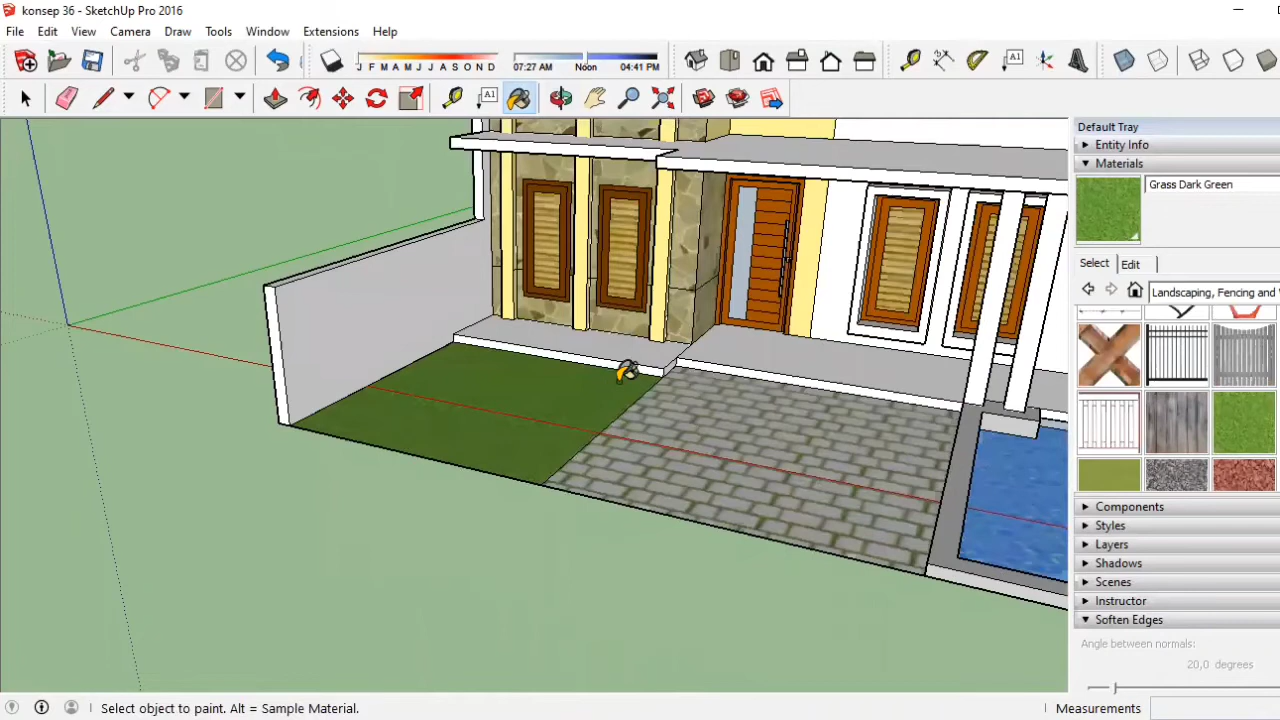 konsep 36 - SketchUp Pro 2016
File Edit View Camera Draw Tools Window Extensions Help
J F M A M J J A S O N D
07:27 AM Noon 04:41 PM
A1
A1
Default Tray
Entity Info
Materials
Grass Dark Green
Select Edit
Landscaping, Fencing and
Components
Styles
Layers
Shadows
Scenes
Instructor
Soften Edges
Angle between normals:
20,0 degrees
Select object to paint. Alt = Sample Material.
Measurements